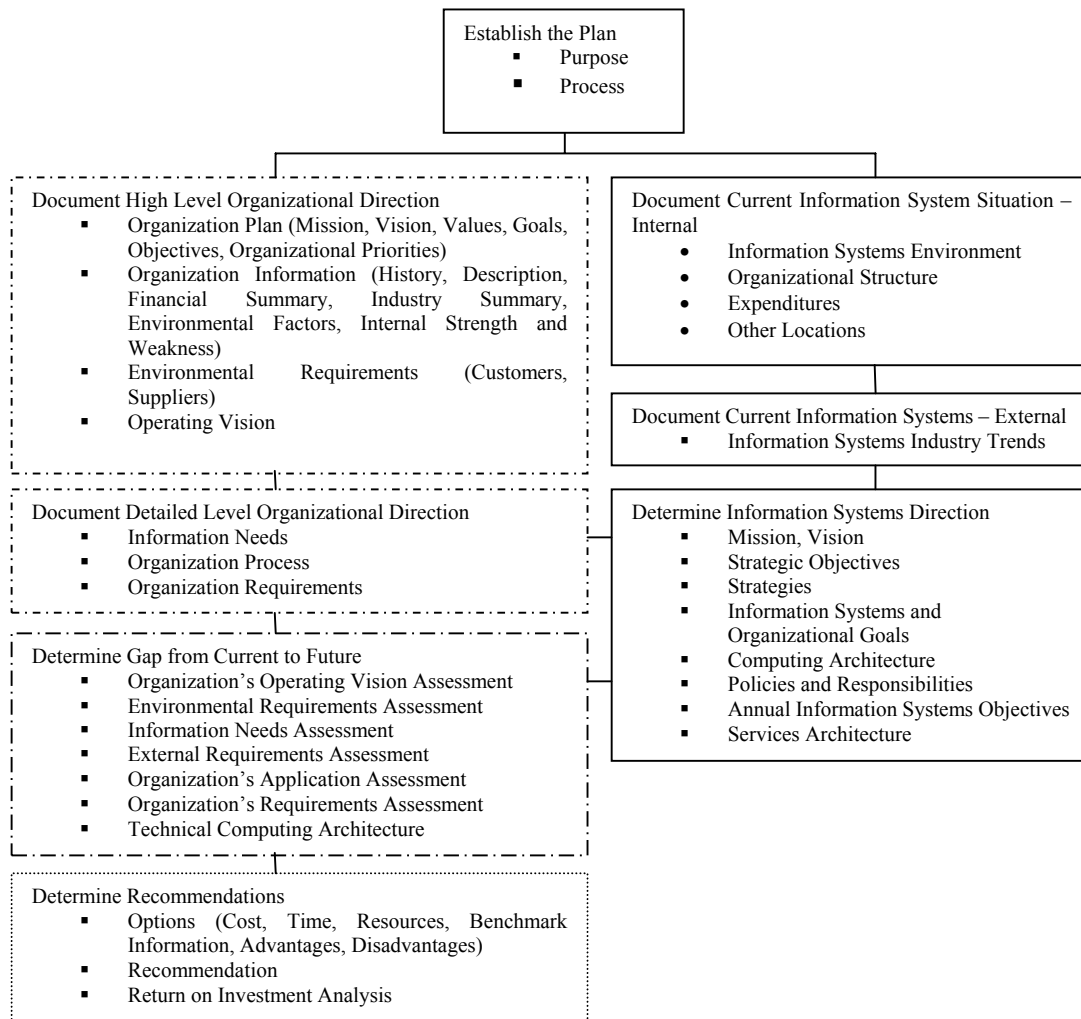 Establish the Plan
▪ Purpose
▪ Process
Document High Level Organizational Direction
▪ Organization Plan (Mission, Vision, Values, Goals,
Objectives, Organizational Priorities)
▪ Organization Information (History, Description,
Financial Summary, Industry Summary,
Environmental Factors, Internal Strength and
Weakness)
▪ Environmental Requirements (Customers,
Suppliers)
▪ Operating Vision
Document Current Information System Situation –
Internal
● Information Systems Environment
● Organizational Structure
● Expenditures
● Other Locations
Document Current Information Systems – External
▪ Information Systems Industry Trends
Document Detailed Level Organizational Direction
▪ Information Needs
▪ Organization Process
▪ Organization Requirements
Determine Information Systems Direction
▪ Mission, Vision
▪ Strategic Objectives
▪ Strategies
▪ Information Systems and
Organizational Goals
▪ Computing Architecture
▪ Policies and Responsibilities
▪ Annual Information Systems Objectives
▪ Services Architecture
Determine Gap from Current to Future
▪ Organization’s Operating Vision Assessment
▪ Environmental Requirements Assessment
▪ Information Needs Assessment
▪ External Requirements Assessment
▪ Organization’s Application Assessment
▪ Organization’s Requirements Assessment
▪ Technical Computing Architecture
Determine Recommendations
▪ Options (Cost, Time, Resources, Benchmark
Information, Advantages, Disadvantages)
▪ Recommendation
▪ Return on Investment Analysis